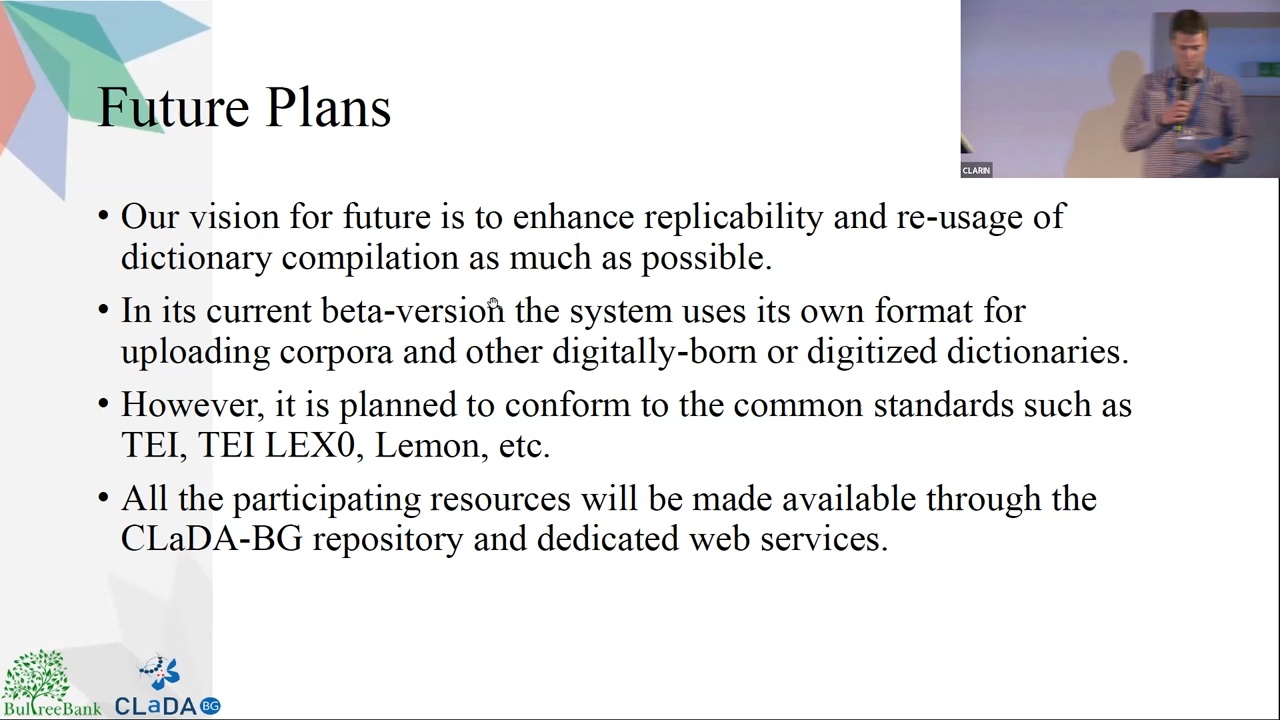 Future Plans
CLARIN
• Our vision for future is to enhance replicability and re-usage of
dictionary compilation as much as possible.
• In its current beta-version the system uses its own format for
uploading corpora and other digitally-born or digitized dictionaries.
• However, it is planned to conform to the common standards such as
TEI, TEI LEX0, Lemon, etc.
• All the participating resources will be made available through the
CLaDA-BG repository and dedicated web services.
BulTreeBank
CLaDA BG